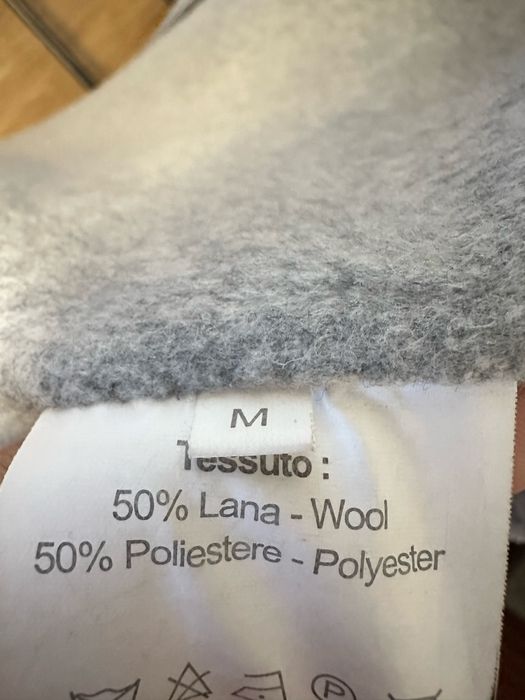 M
Tessuto :
50% Lana - Wool
50% Poliestere - Polyester
P